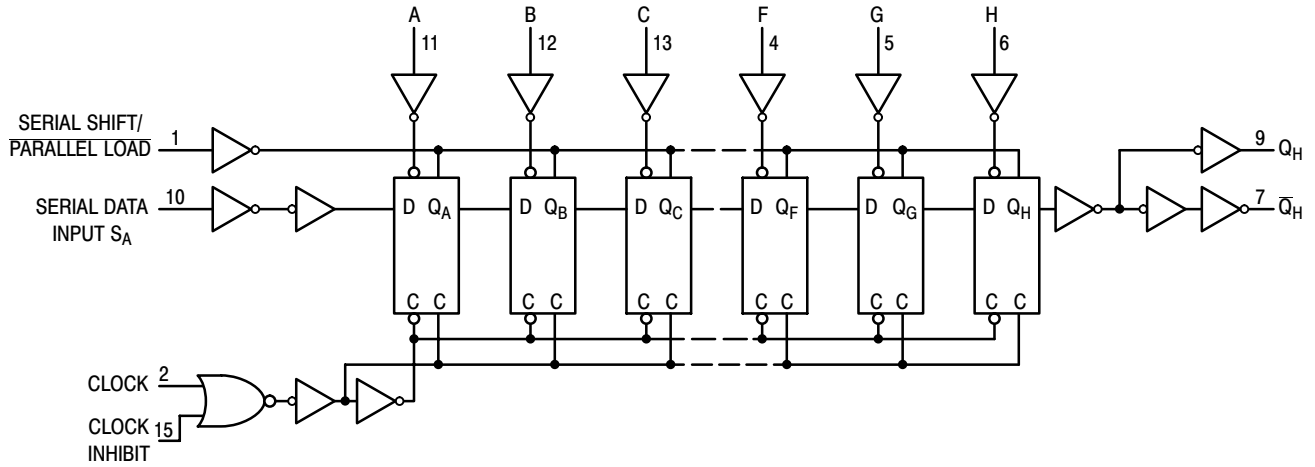 A B C F G H
11 12 13 4 5 6
SERIAL SHIFT/
PARALLEL LOAD 1
9 QH
SERIAL DATA 10
INPUT SA
D QA D QB D QC D QF D QG D QH
7 Q̅H
C C C C C C C C C C C C
CLOCK 2
CLOCK 15
INHIBIT